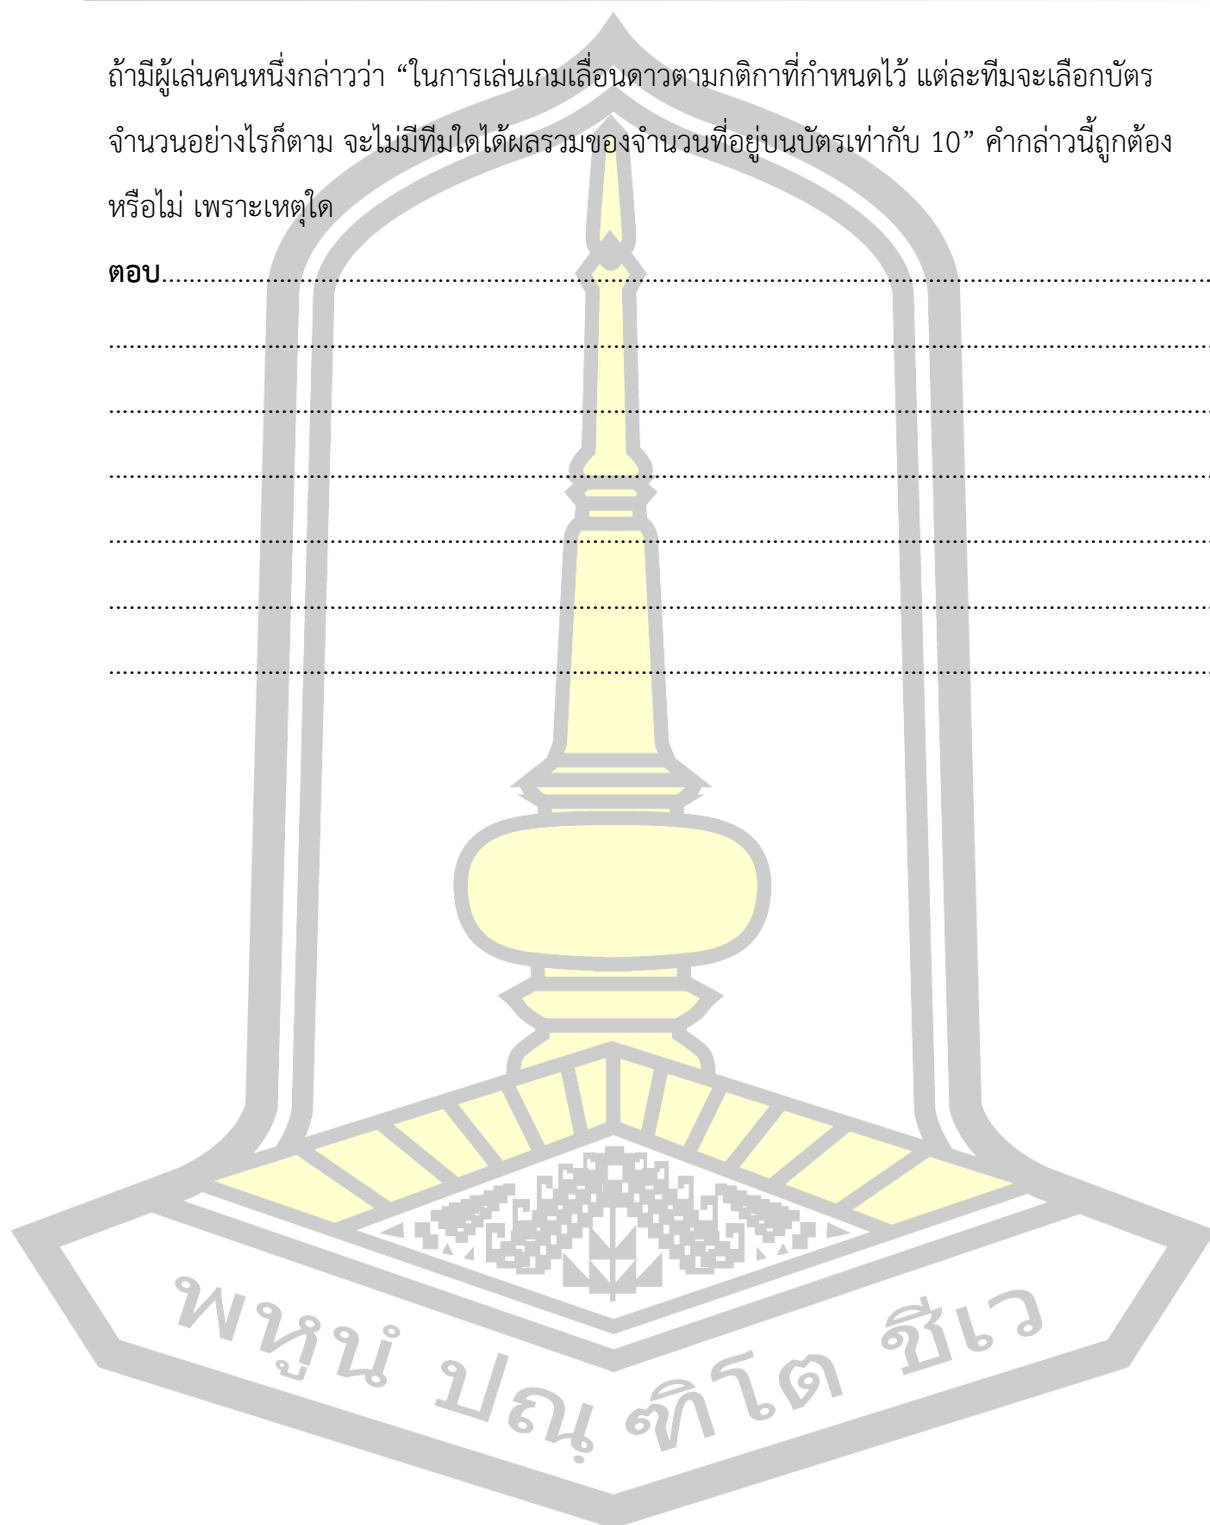 ถ้ามีผู้เล่นคนหนึ่งกล่าวว่า “ในการเล่นเกมเลื่อนดาวตามกติกาที่กำหนดไว้ แต่ละทีมจะเลือกบัตร
จำนวนอย่างไรก็ตาม จะไม่มีทีมใดได้ผลรวมของจำนวนที่อยู่บนบัตรเท่ากับ 10” คำกล่าวนี้ถูกต้อง
หรือไม่ เพราะเหตุใด
ตอบ..........................................................................................................................................................
................................................................................................................................................................
................................................................................................................................................................
................................................................................................................................................................
................................................................................................................................................................
................................................................................................................................................................
................................................................................................................................................................
พหูนํ ปณฺฑิโต ชีเว